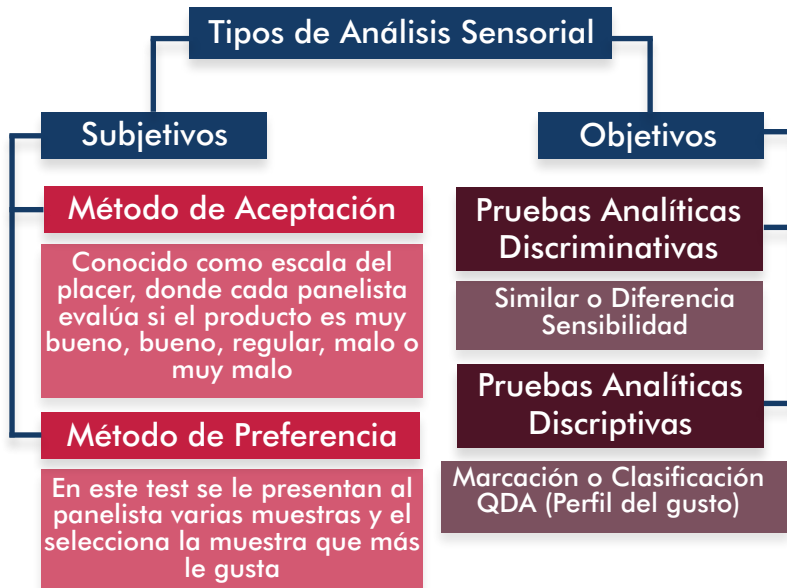 Tipos de Análisis Sensorial
Subjetivos
Método de Aceptación
Conocido como escala del
placer, donde cada panelista
evalúa si el producto es muy
bueno, bueno, regular, malo o
muy malo
Método de Preferencia
En este test se le presentan al
panelista varias muestras y el
selecciona la muestra que más
le gusta
Objetivos
Pruebas Analíticas
Discriminativas
Similar o Diferencia
Sensibilidad
Pruebas Analíticas
Discriptivas
Marcación o Clasificación
QDA (Perfil del gusto)